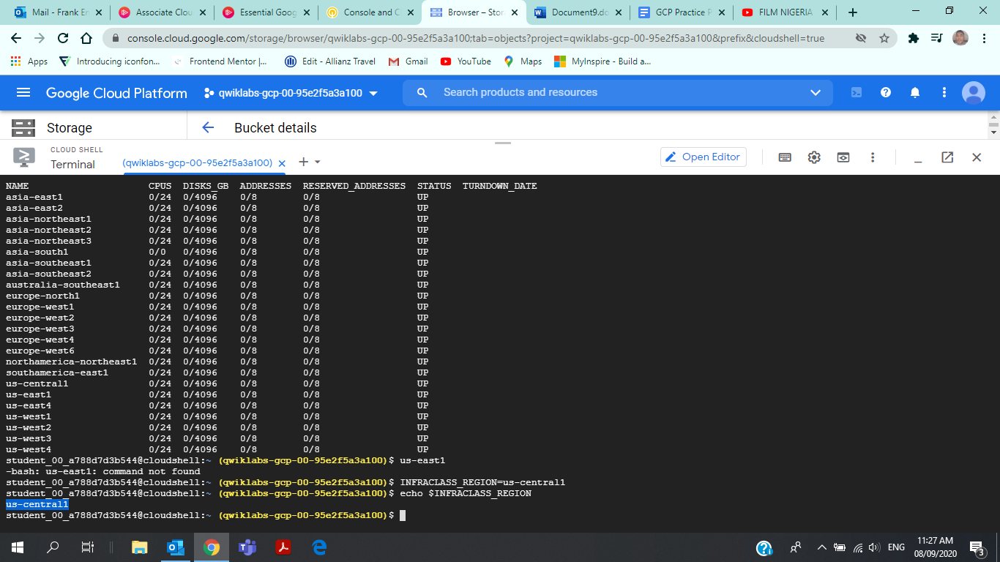 Mail - Frank En
Associate Clou
Essential Goog
Console and C
Browser – Stor
Document9.do
GCP Practice P
FILM NIGERIA
console.cloud.google.com/storage/browser/qwiklabs-gcp-00-95e2f5a3a100;tab=objects?project=qwiklabs-gcp-00-95e2f5a3a100&prefix&cloudshell=true
Apps
Introducing iconfon...
Frontend Mentor |...
Edit - Allianz Travel
Gmail
YouTube
Maps
MyInspire - Build a...
Google Cloud Platform
qwiklabs-gcp-00-95e2f5a3a100
Search products and resources
Storage
Bucket details
CLOUD SHELL
Terminal
(qwiklabs-gcp-00-95e2f5a3a100)
Open Editor
NAME CPUS DISKS_GB ADDRESSES RESERVED_ADDRESSES STATUS TURNDOWN_DATE
asia-east1 0/24 0/4096 0/8 0/8 UP
asia-east2 0/24 0/4096 0/8 0/8 UP
asia-northeast1 0/24 0/4096 0/8 0/8 UP
asia-northeast2 0/24 0/4096 0/8 0/8 UP
asia-northeast3 0/24 0/4096 0/8 0/8 UP
asia-south1 0/0 0/4096 0/8 0/8 UP
asia-southeast1 0/24 0/4096 0/8 0/8 UP
asia-southeast2 0/24 0/4096 0/8 0/8 UP
australia-southeast1 0/24 0/4096 0/8 0/8 UP
europe-north1 0/24 0/4096 0/8 0/8 UP
europe-west1 0/24 0/4096 0/8 0/8 UP
europe-west2 0/24 0/4096 0/8 0/8 UP
europe-west3 0/24 0/4096 0/8 0/8 UP
europe-west4 0/24 0/4096 0/8 0/8 UP
europe-west6 0/24 0/4096 0/8 0/8 UP
northamerica-northeast1 0/24 0/4096 0/8 0/8 UP
southamerica-east1 0/24 0/4096 0/8 0/8 UP
us-central1 0/24 0/4096 0/8 0/8 UP
us-east1 0/24 0/4096 0/8 0/8 UP
us-east4 0/24 0/4096 0/8 0/8 UP
us-west1 0/24 0/4096 0/8 0/8 UP
us-west2 0/24 0/4096 0/8 0/8 UP
us-west3 0/24 0/4096 0/8 0/8 UP
us-west4 0/24 0/4096 0/8 0/8 UP
student_00_a788d7d3b544@cloudshell:~ (qwiklabs-gcp-00-95e2f5a3a100)$ us-east1
-bash: us-east1: command not found
student_00_a788d7d3b544@cloudshell:~ (qwiklabs-gcp-00-95e2f5a3a100)$ INFRACLASS_REGION=us-central1
student_00_a788d7d3b544@cloudshell:~ (qwiklabs-gcp-00-95e2f5a3a100)$ echo $INFRACLASS_REGION
us-central1
student_00_a788d7d3b544@cloudshell:~ (qwiklabs-gcp-00-95e2f5a3a100)$
ENG
11:27 AM
08/09/2020
3